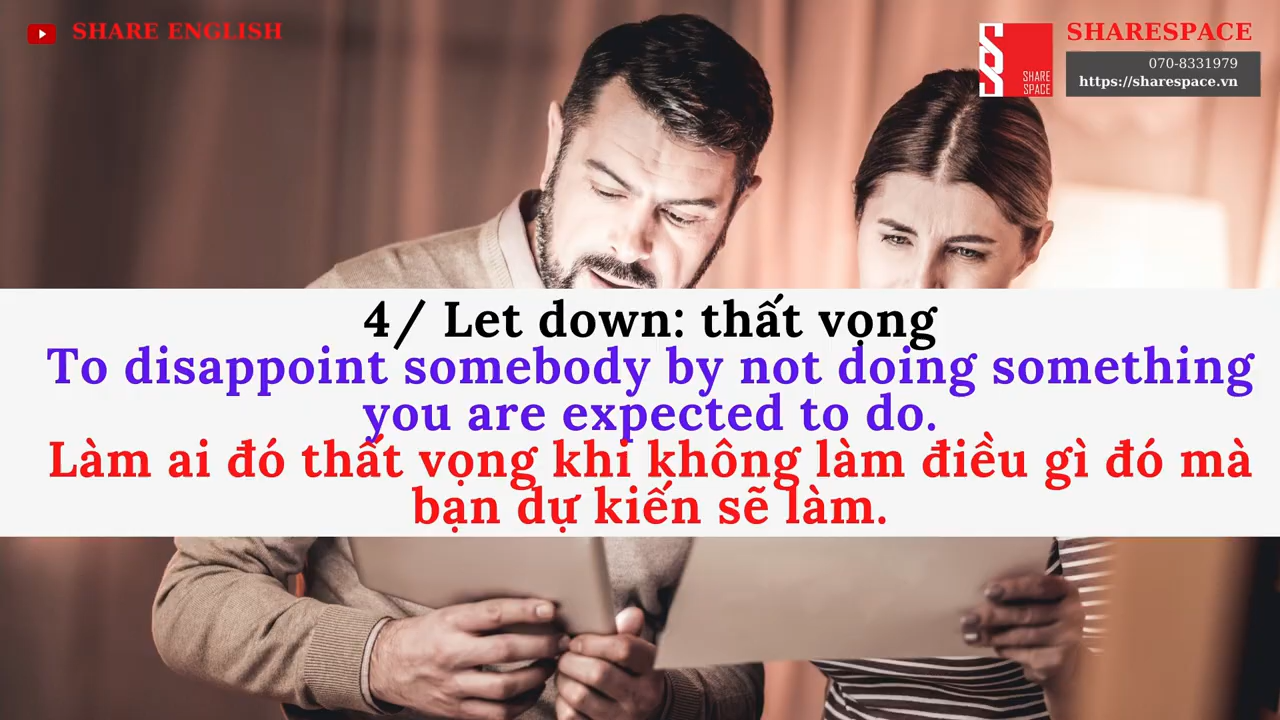 SHARE ENGLISH
SHARESPACE
070-8331979
https://sharespace.vn
SHARE
SPACE
4/ Let down: thất vọng
To disappoint somebody by not doing something
you are expected to do.
Làm ai đó thất vọng khi không làm điều gì đó mà
bạn dự kiến sẽ làm.